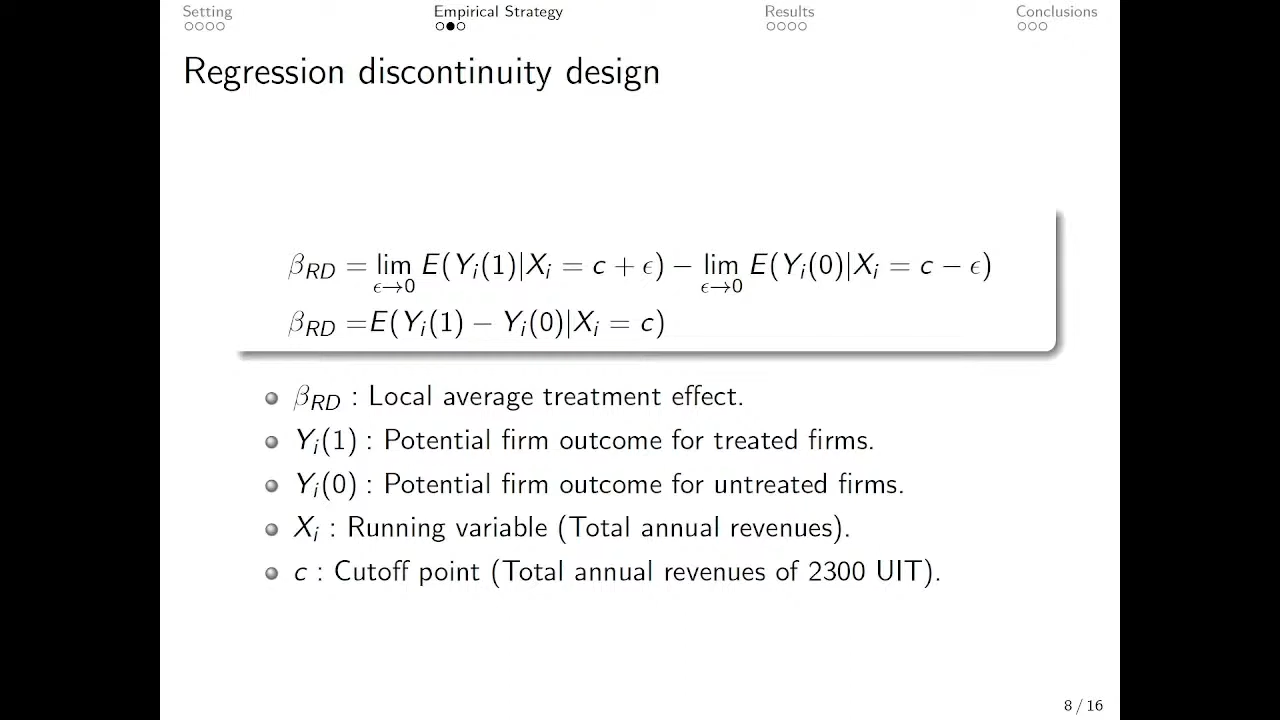 Setting Empirical Strategy Results Conclusions
Regression discontinuity design
β_RD = lim_{ϵ→0} E(Y_i(1)|X_i = c + ϵ) − lim_{ϵ→0} E(Y_i(0)|X_i = c − ϵ)
β_RD =E(Y_i(1) − Y_i(0)|X_i = c)
β_RD : Local average treatment effect.
Y_i(1) : Potential firm outcome for treated firms.
Y_i(0) : Potential firm outcome for untreated firms.
X_i : Running variable (Total annual revenues).
c : Cutoff point (Total annual revenues of 2300 UIT).
8 / 16